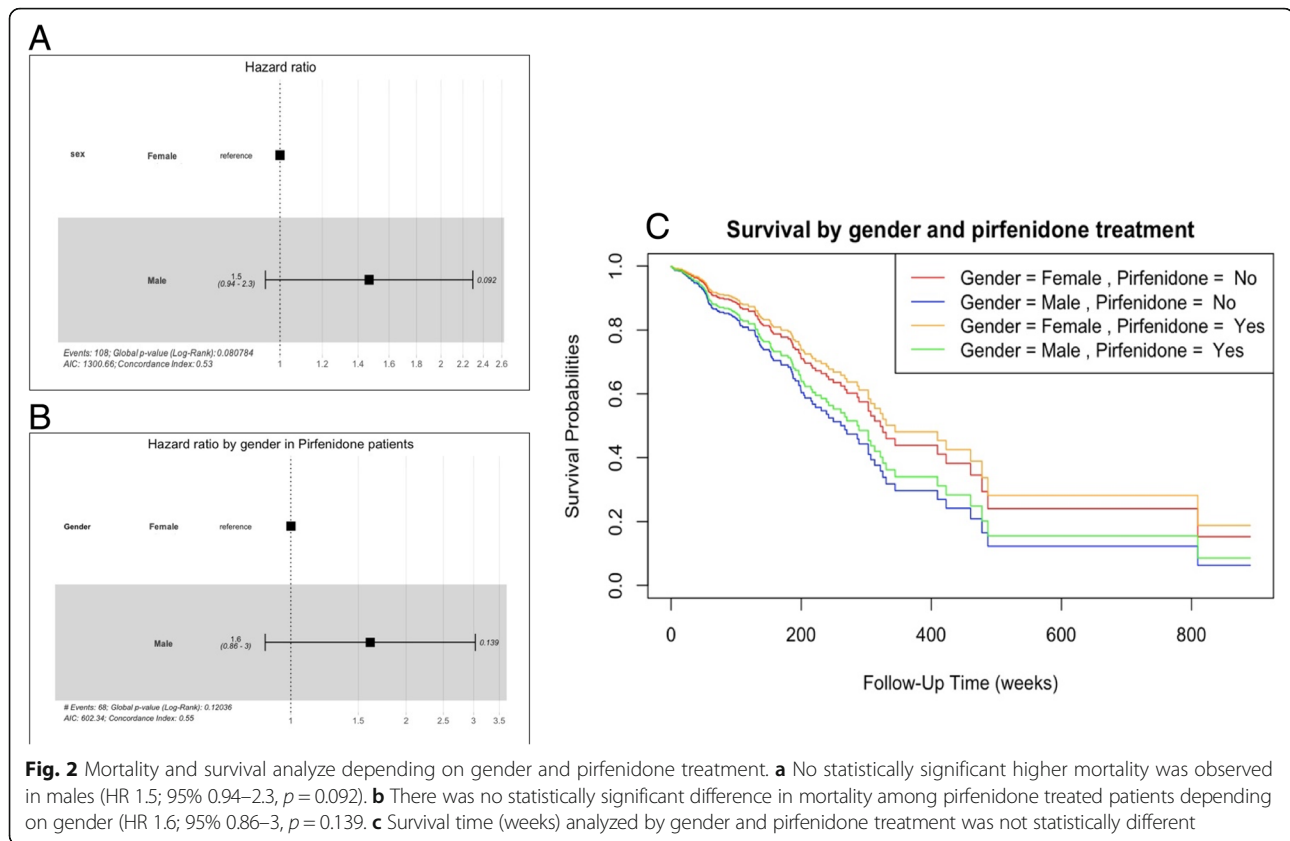 A
Hazard ratio
sex Female reference
Male 1.5 (0.94 - 2.3) 0.092
Events: 108; Global p-value (Log-Rank): 0.080784
AIC: 1300.66; Concordance Index: 0.53
1 1.2 1.4 1.6 1.8 2 2.2 2.4 2.6
B
Hazard ratio by gender in Pirfenidone patients
Gender Female reference
Male 1.6 (0.86 - 3) 0.139
# Events: 68; Global p-value (Log-Rank): 0.12036
AIC: 602.34; Concordance Index: 0.55
1 1.5 2 2.5 3 3.5
C
Survival by gender and pirfenidone treatment
Gender = Female , Pirfenidone = No
Gender = Male , Pirfenidone = No
Gender = Female , Pirfenidone = Yes
Gender = Male , Pirfenidone = Yes
Survival Probabilities
1.0
0.8
0.6
0.4
0.2
0.0
0 200 400 600 800
Follow-Up Time (weeks)
Fig. 2 Mortality and survival analyze depending on gender and pirfenidone treatment. a No statistically significant higher mortality was observed
in males (HR 1.5; 95% 0.94–2.3, p = 0.092). b There was no statistically significant difference in mortality among pirfenidone treated patients depending
on gender (HR 1.6; 95% 0.86–3, p = 0.139. c Survival time (weeks) analyzed by gender and pirfenidone treatment was not statistically different